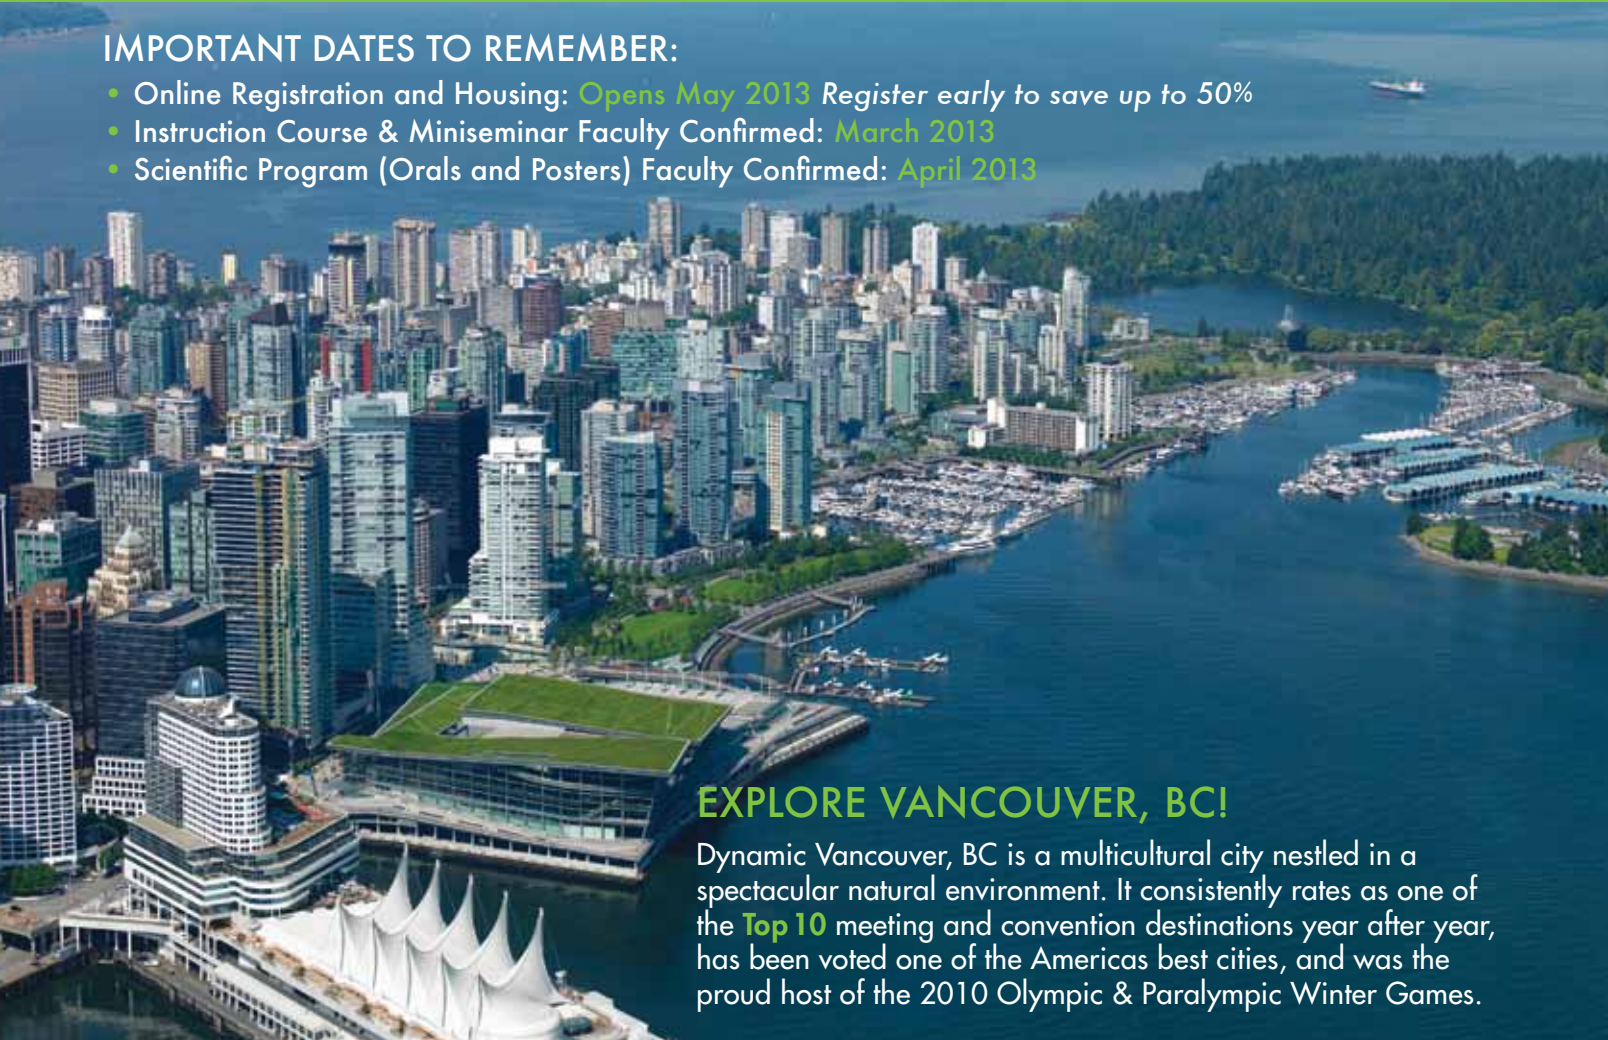 IMPORTANT DATES TO REMEMBER:
• Online Registration and Housing: Opens May 2013 Register early to save up to 50%
• Instruction Course & Miniseminar Faculty Confirmed: March 2013
• Scientific Program (Orals and Posters) Faculty Confirmed: April 2013
EXPLORE VANCOUVER, BC!
Dynamic Vancouver, BC is a multicultural city nestled in a
spectacular natural environment. It consistently rates as one of
the Top 10 meeting and convention destinations year after year,
has been voted one of the Americas best cities, and was the
proud host of the 2010 Olympic & Paralympic Winter Games.